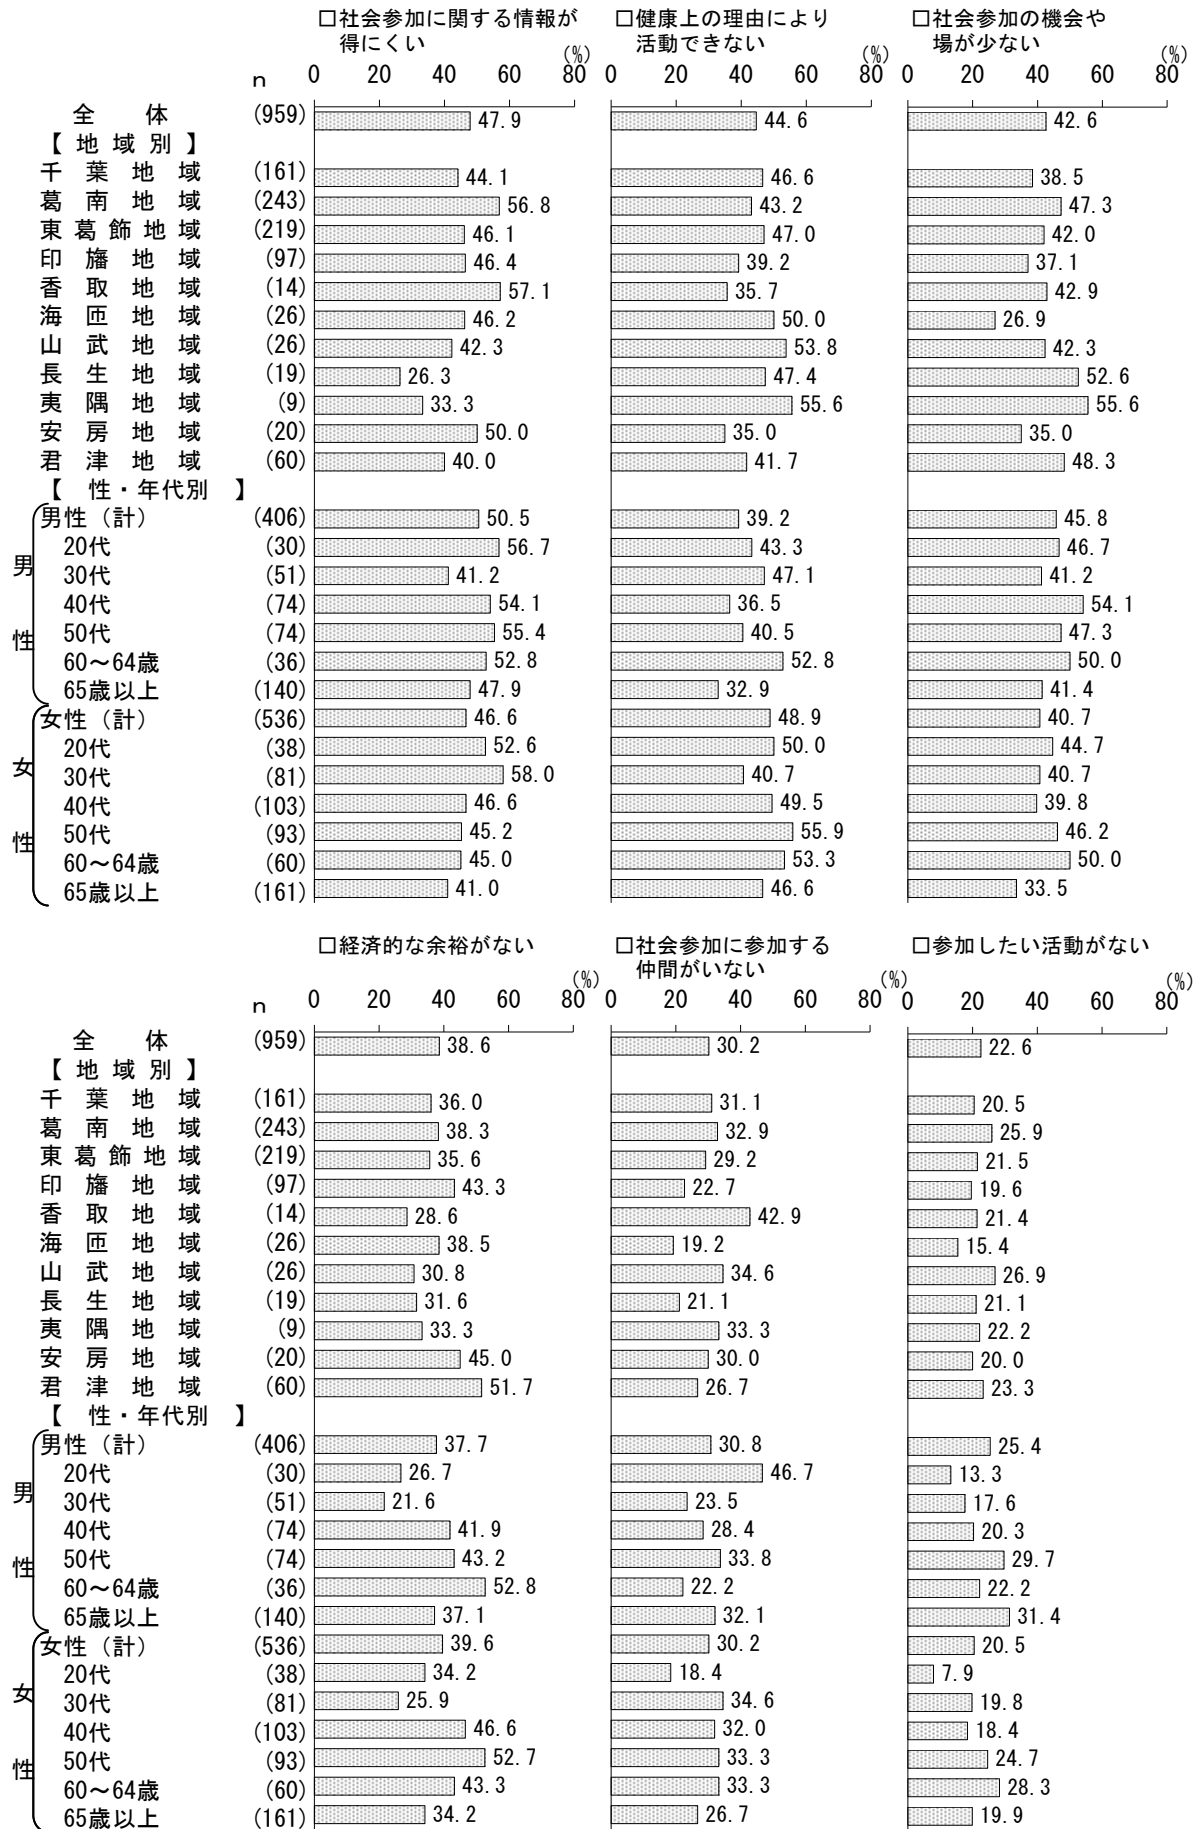 □社会参加に関する情報が得にくい □健康上の理由により活動できない □社会参加の機会や場が少ない
(%) (%) (%)
n 0 20 40 60 80 0 20 40 60 80 0 20 40 60 80
全体 (959) 47.9 44.6 42.6
【地域別】
千葉地域 (161) 44.1 46.6 38.5
葛南地域 (243) 56.8 43.2 47.3
東葛飾地域 (219) 46.1 47.0 42.0
印旛地域 (97) 46.4 39.2 37.1
香取地域 (14) 57.1 35.7 42.9
海匝地域 (26) 46.2 50.0 26.9
山武地域 (26) 42.3 53.8 42.3
長生地域 (19) 26.3 47.4 52.6
夷隅地域 (9) 33.3 55.6 55.6
安房地域 (20) 50.0 35.0 35.0
君津地域 (60) 40.0 41.7 48.3
【性・年代別】
男性
男性（計） (406) 50.5 39.2 45.8
20代 (30) 56.7 43.3 46.7
30代 (51) 41.2 47.1 41.2
40代 (74) 54.1 36.5 54.1
50代 (74) 55.4 40.5 47.3
60～64歳 (36) 52.8 52.8 50.0
65歳以上 (140) 47.9 32.9 41.4
女性
女性（計） (536) 46.6 48.9 40.7
20代 (38) 52.6 50.0 44.7
30代 (81) 58.0 40.7 40.7
40代 (103) 46.6 49.5 39.8
50代 (93) 45.2 55.9 46.2
60～64歳 (60) 45.0 53.3 50.0
65歳以上 (161) 41.0 46.6 33.5
□経済的な余裕がない □社会参加に参加する仲間がいない □参加したい活動がない
(%) (%) (%)
n 0 20 40 60 80 0 20 40 60 80 0 20 40 60 80
全体 (959) 38.6 30.2 22.6
【地域別】
千葉地域 (161) 36.0 31.1 20.5
葛南地域 (243) 38.3 32.9 25.9
東葛飾地域 (219) 35.6 29.2 21.5
印旛地域 (97) 43.3 22.7 19.6
香取地域 (14) 28.6 42.9 21.4
海匝地域 (26) 38.5 19.2 15.4
山武地域 (26) 30.8 34.6 26.9
長生地域 (19) 31.6 21.1 21.1
夷隅地域 (9) 33.3 33.3 22.2
安房地域 (20) 45.0 30.0 20.0
君津地域 (60) 51.7 26.7 23.3
【性・年代別】
男性
男性（計） (406) 37.7 30.8 25.4
20代 (30) 26.7 46.7 13.3
30代 (51) 21.6 23.5 17.6
40代 (74) 41.9 28.4 20.3
50代 (74) 43.2 33.8 29.7
60～64歳 (36) 52.8 22.2 22.2
65歳以上 (140) 37.1 32.1 31.4
女性
女性（計） (536) 39.6 30.2 20.5
20代 (38) 34.2 18.4 7.9
30代 (81) 25.9 34.6 19.8
40代 (103) 46.6 32.0 18.4
50代 (93) 52.7 33.3 24.7
60～64歳 (60) 43.3 33.3 28.3
65歳以上 (161) 34.2 26.7 19.9